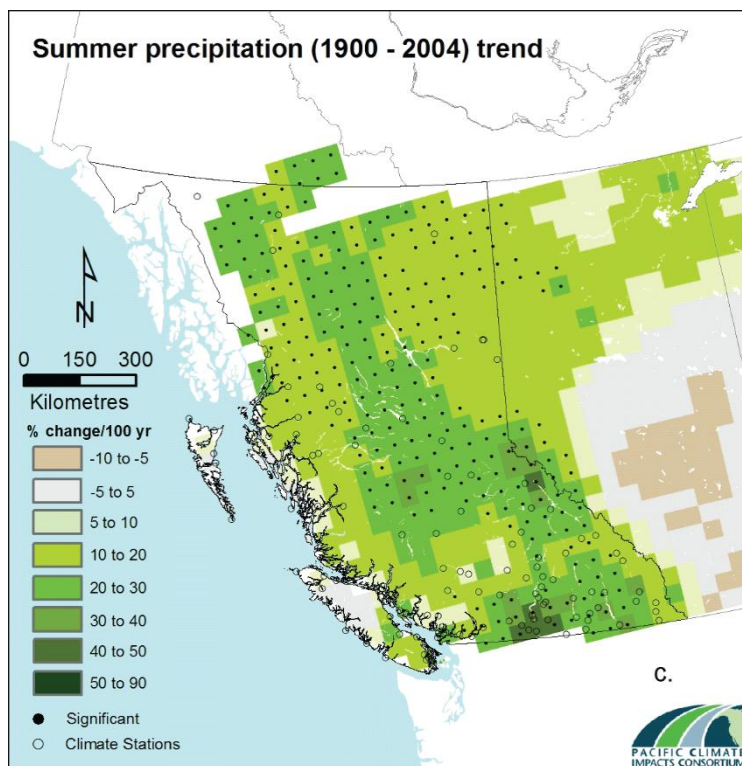 Summer precipitation (1900 - 2004) trend
N
0 150 300
Kilometres
% change/100 yr
-10 to -5
-5 to 5
5 to 10
10 to 20
20 to 30
30 to 40
40 to 50
50 to 90
Significant
Climate Stations
c.
PACIFIC CLIMATE
IMPACTS CONSORTIUM